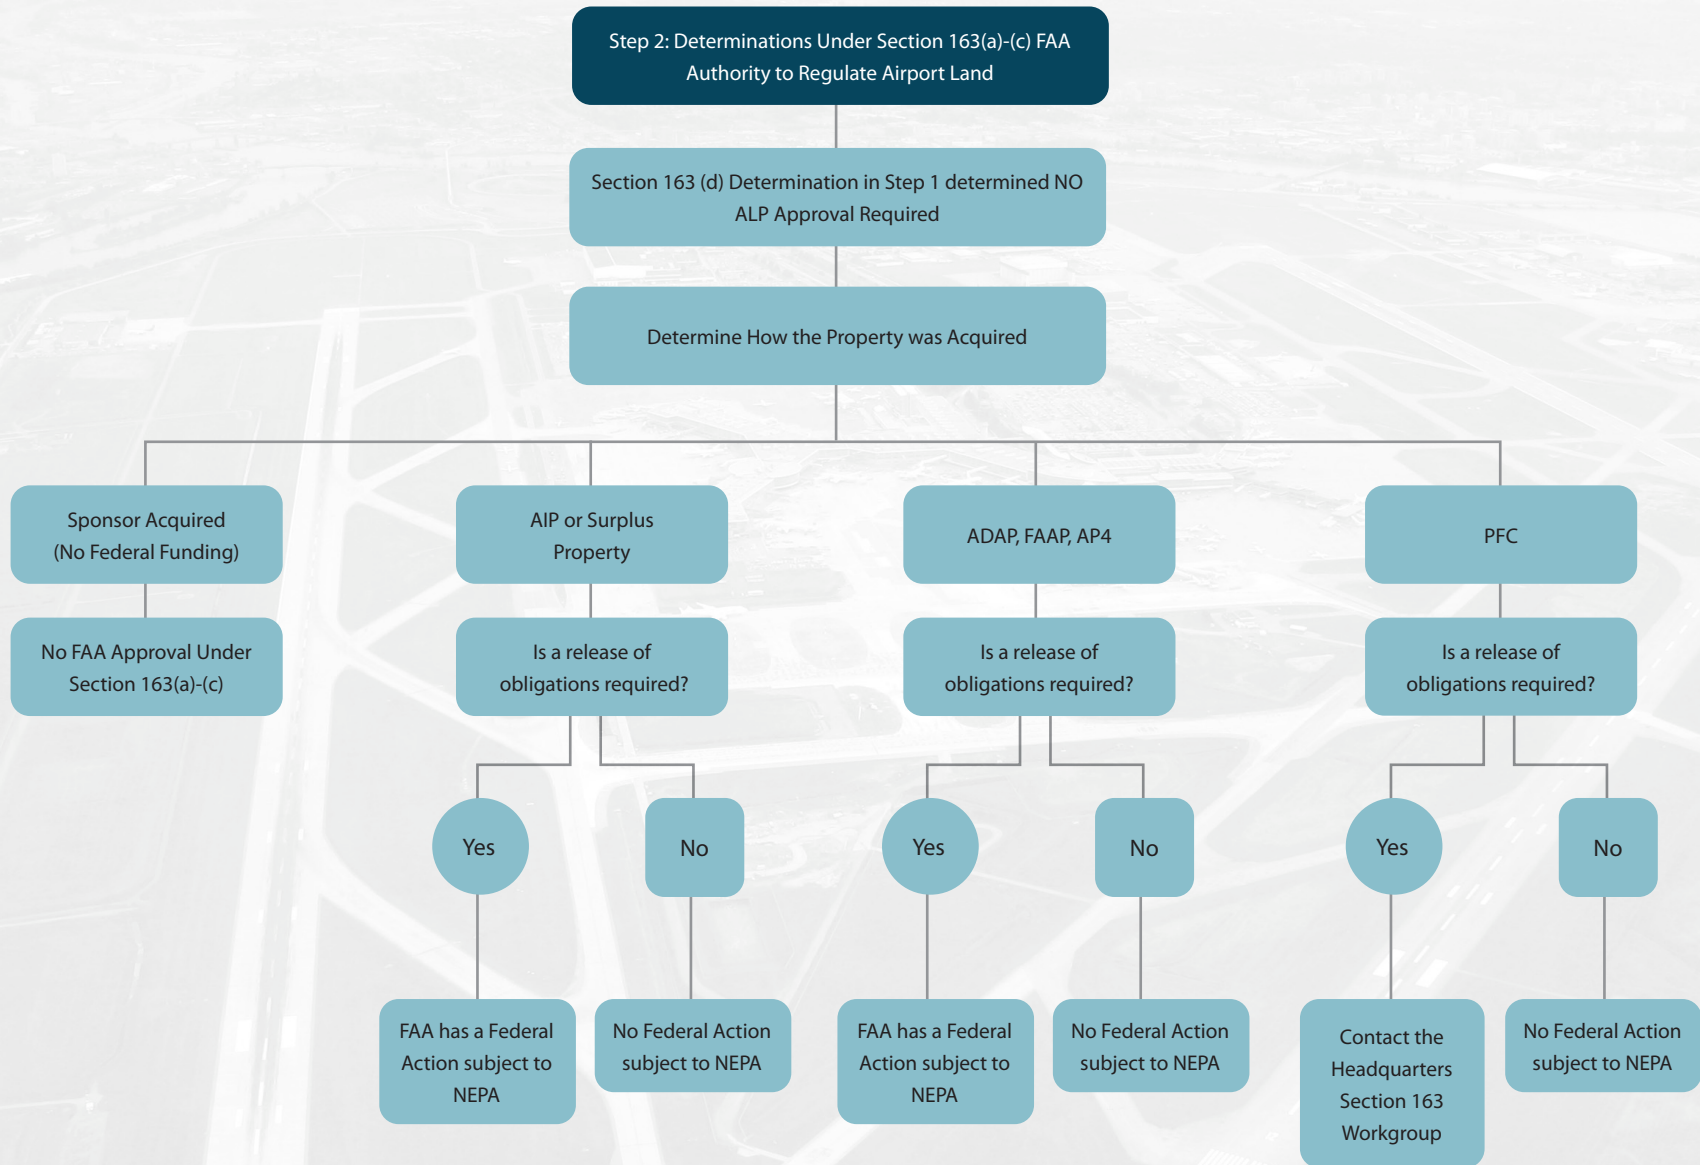 Step 2: Determinations Under Section 163(a)-(c) FAA
Authority to Regulate Airport Land
Section 163 (d) Determination in Step 1 determined NO
ALP Approval Required
Determine How the Property was Acquired
Sponsor Acquired
(No Federal Funding)
AIP or Surplus
Property
ADAP, FAAP, AP4
PFC
No FAA Approval Under
Section 163(a)-(c)
Is a release of
obligations required?
Is a release of
obligations required?
Is a release of
obligations required?
Yes
No
Yes
No
Yes
No
FAA has a Federal
Action subject to
NEPA
No Federal Action
subject to NEPA
FAA has a Federal
Action subject to
NEPA
No Federal Action
subject to NEPA
Contact the
Headquarters
Section 163
Workgroup
No Federal Action
subject to NEPA